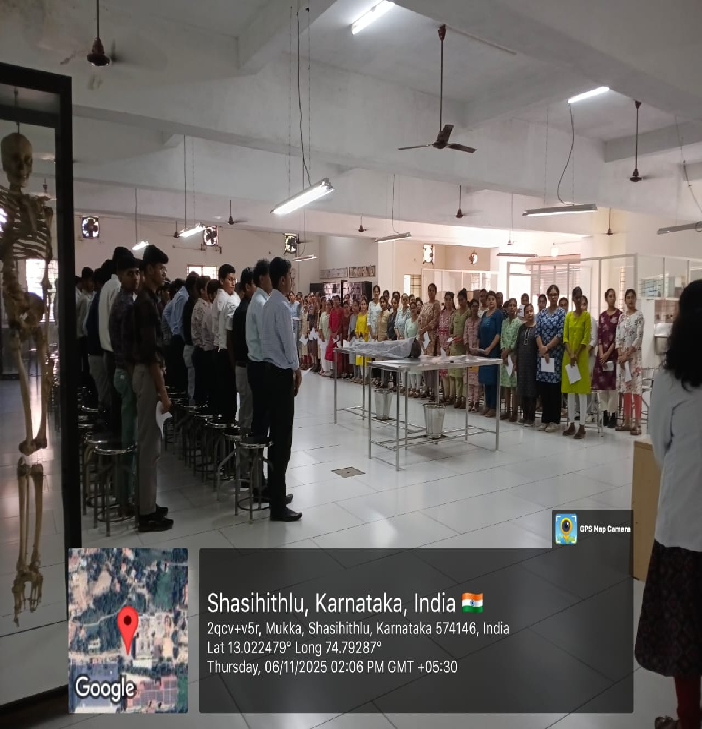 GPS Map Camera
Shasihithlu, Karnataka, India 🇮🇳
2qcv+v5r, Mukka, Shasihithlu, Karnataka 574146, India
Lat 13.022479° Long 74.79287°
Thursday, 06/11/2025 02:06 PM GMT +05:30
Google